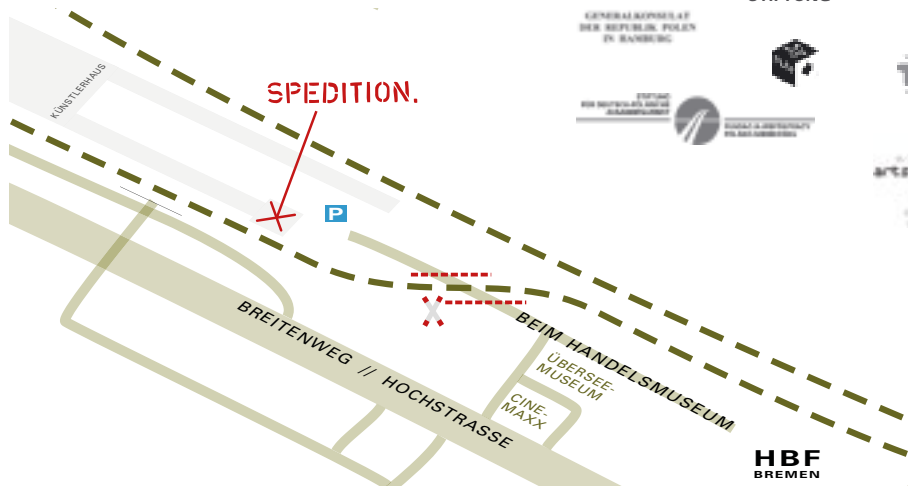 GENERALKONSULAT
DER REPUBLIK POLEN
IN HAMBURG
KÜNSTLERHAUS
SPEDITION.
P
BREITENWEG // HOCHSTRASSE
BEIM HANDELSMUSEUM
ÜBERSEE-
MUSEUM
CINE-
MAXX
HBF
BREMEN